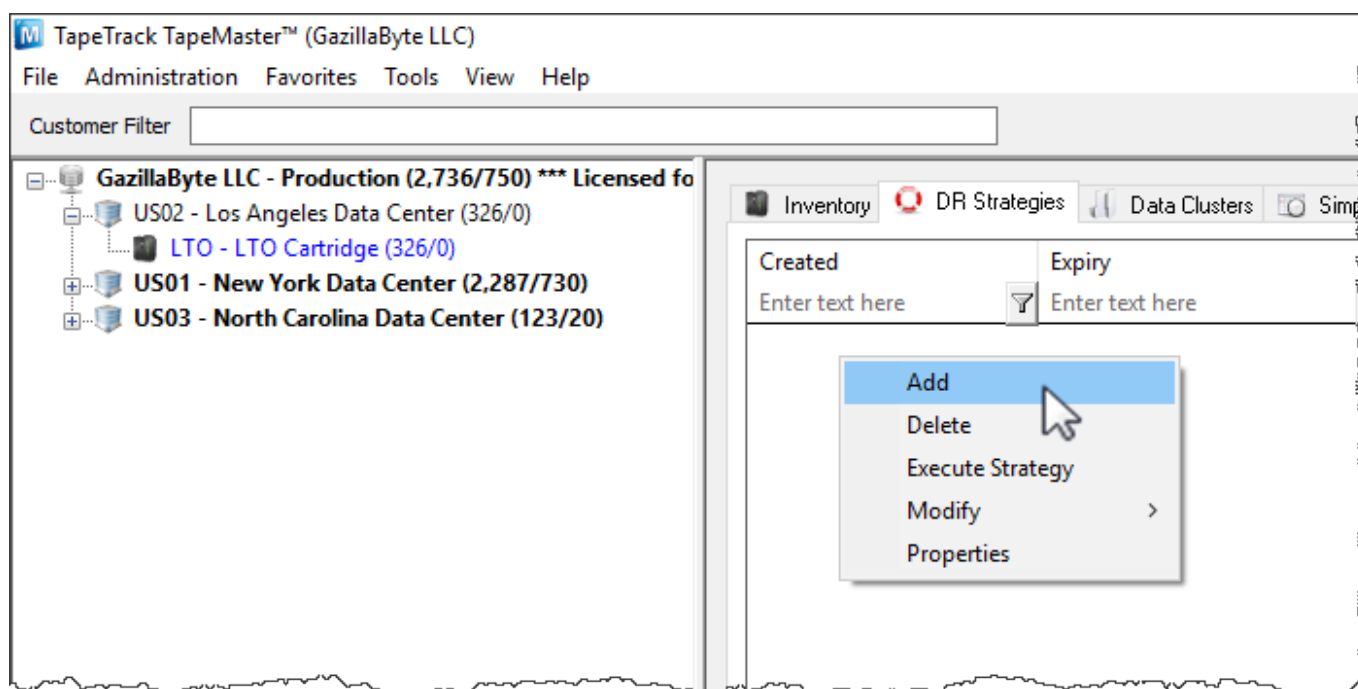 TapeTrack TapeMaster™ (GazillaByte LLC)
File Administration Favorites Tools View Help
Customer Filter
GazillaByte LLC - Production (2,736/750) *** Licensed fo
US02 - Los Angeles Data Center (326/0)
LTO - LTO Cartridge (326/0)
US01 - New York Data Center (2,287/730)
US03 - North Carolina Data Center (123/20)
Inventory DR Strategies Data Clusters Simp
Created Expiry
Enter text here Enter text here
Add
Delete
Execute Strategy
Modify >
Properties